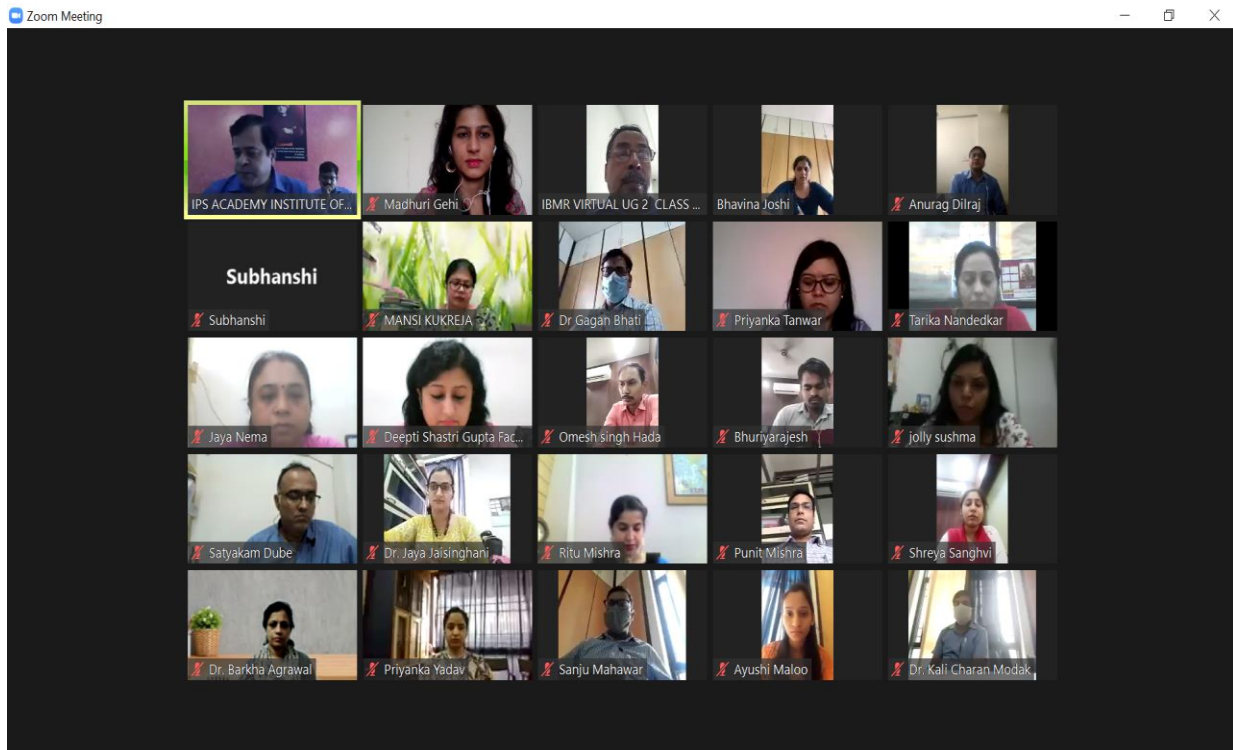 Zoom Meeting
IPS ACADEMY INSTITUTE OF...
Madhuri Gehi
IBMR VIRTUAL UG 2 CLASS ...
Bhavina Joshi
Anurag Dilraj
Subhanshi
Subhanshi
MANSI KUKREJA
Dr Gagan Bhati
Priyanka Tanwar
Tarika Nandedkar
Jaya Nema
Deepti Shastri Gupta Fac...
Omesh singh Hada
Bhuriyarajesh
jolly sushma
Satyakam Dube
Dr. Jaya Jaisinghani
Ritu Mishra
Punit Mishra
Shreya Sanghvi
Dr. Barkha Agrawal
Priyanka Yadav
Sanju Mahawar
Ayushi Maloo
Dr. Kali Charan Modak